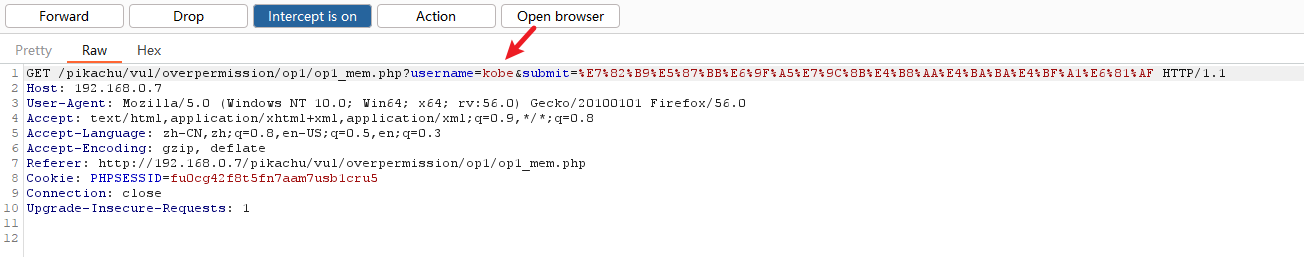 Forward Drop Intercept is on Action Open browser
Pretty Raw Hex
1 GET /pikachu/vul/overpermission/op1/op1_mem.php?username=kobe&submit=%E7%82%B9%E5%87%BB%E6%9F%A5%E7%9C%8B%E4%B8%AA%E4%BA%BA%E4%BF%A1%E6%81%AF HTTP/1.1
2 Host: 192.168.0.7
3 User-Agent: Mozilla/5.0 (Windows NT 10.0; Win64; x64; rv:56.0) Gecko/20100101 Firefox/56.0
4 Accept: text/html,application/xhtml+xml,application/xml;q=0.9,*/*;q=0.8
5 Accept-Language: zh-CN,zh;q=0.8,en-US;q=0.5,en;q=0.3
6 Accept-Encoding: gzip, deflate
7 Referer: http://192.168.0.7/pikachu/vul/overpermission/op1/op1_mem.php
8 Cookie: PHPSESSID=fu0cg42f8t5fn7aam7usb1cru5
9 Connection: close
10 Upgrade-Insecure-Requests: 1
11
12